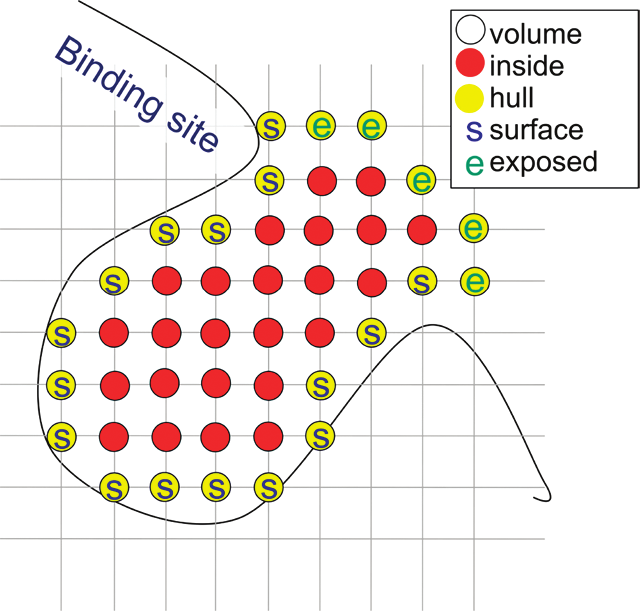 Binding site
volume
inside
hull
s surface
e exposed
s e e
s e
s s e
s s e
s s
s s
s s
s s s s